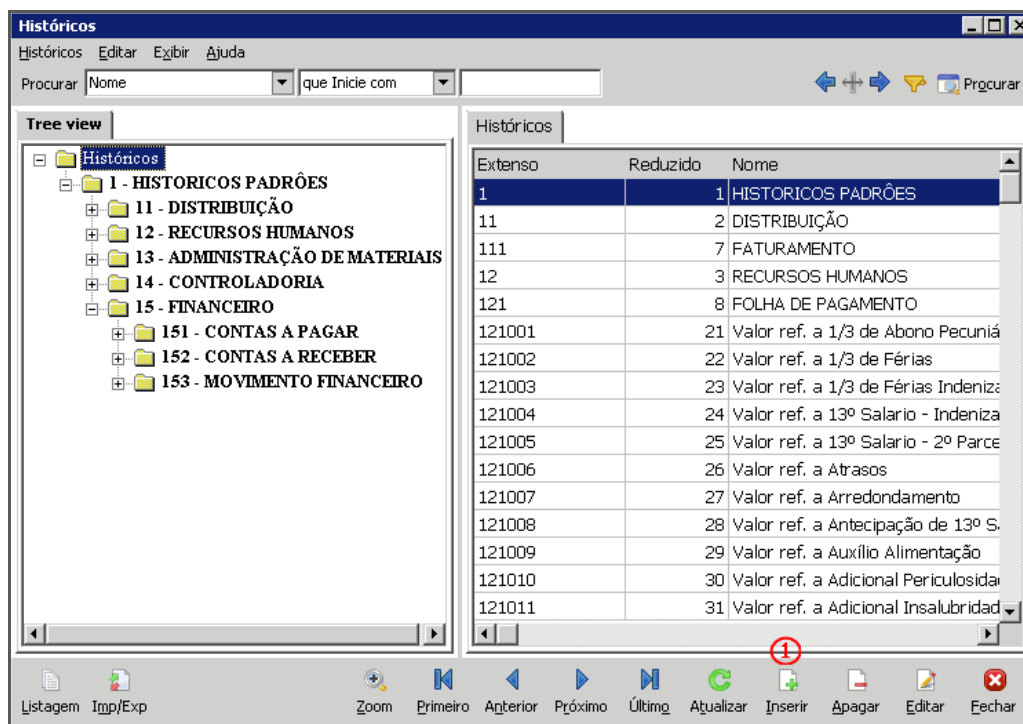 Históricos
Históricos Editar Exibir Ajuda
Procurar Nome que Inicie com Procurar
Tree view
Históricos
1 - HISTORICOS PADRÔES
11 - DISTRIBUIÇÃO
12 - RECURSOS HUMANOS
13 - ADMINISTRAÇÃO DE MATERIAIS
14 - CONTROLADORIA
15 - FINANCEIRO
151 - CONTAS A PAGAR
152 - CONTAS A RECEBER
153 - MOVIMENTO FINANCEIRO
Históricos
Extenso Reduzido Nome
1 1 HISTORICOS PADRÔES
11 2 DISTRIBUIÇÃO
111 7 FATURAMENTO
12 3 RECURSOS HUMANOS
121 8 FOLHA DE PAGAMENTO
121001 21 Valor ref. a 1/3 de Abono Pecuniá
121002 22 Valor ref. a 1/3 de Férias
121003 23 Valor ref. a 1/3 de Férias Indeniza
121004 24 Valor ref. a 13º Salario - Indeniza
121005 25 Valor ref. a 13º Salario - 2º Parce
121006 26 Valor ref. a Atrasos
121007 27 Valor ref. a Arredondamento
121008 28 Valor ref. a Antecipação de 13º S
121009 29 Valor ref. a Auxílio Alimentação
121010 30 Valor ref. a Adicional Periculosida
121011 31 Valor ref. a Adicional Insalubridad
1
Listagem Imp/Exp Zoom Primeiro Anterior Próximo Último Atualizar Inserir Apagar Editar Fechar